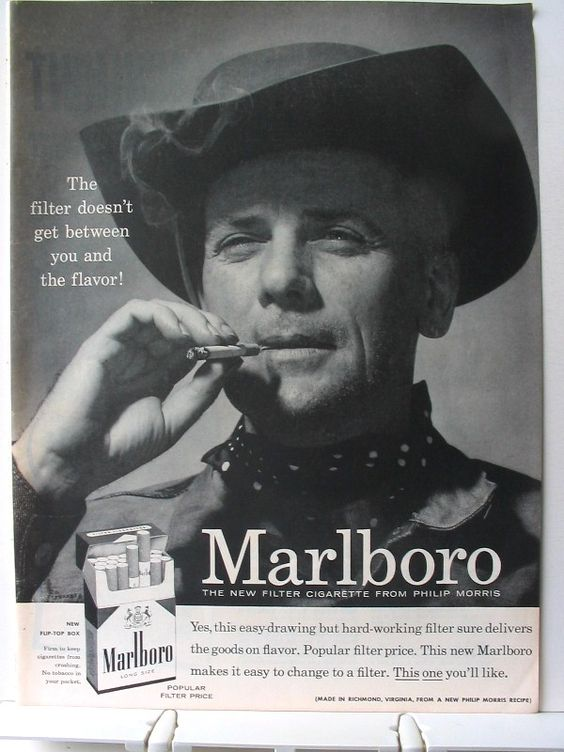 The
filter doesn't
get between
you and
the flavor!
Marlboro
THE NEW FILTER CIGARETTE FROM PHILIP MORRIS
NEW
FLIP-TOP BOX
Firm to keep
cigarettes from
crushing.
No tobacco in
your pocket.
Marlboro
LONG SIZE
POPULAR
FILTER PRICE
Yes, this easy-drawing but hard-working filter sure delivers
the goods on flavor. Popular filter price. This new Marlboro
makes it easy to change to a filter. This one you'll like.
(MADE IN RICHMOND, VIRGINIA, FROM A NEW PHILIP MORRIS RECIPE)